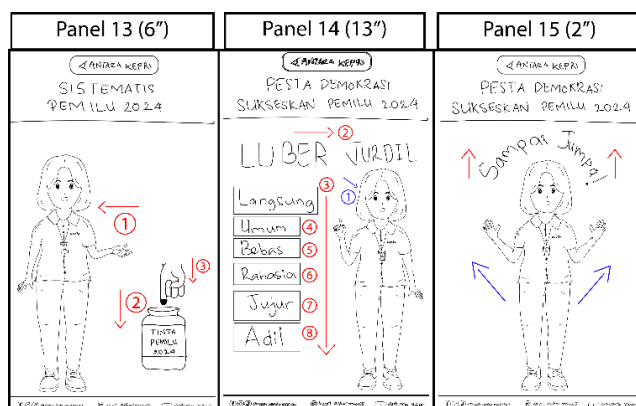 Panel 13 (6”)
ANTARA KEPRI
SISTEMATIS
PEMILU 2024
1
2
3
TINTA
PEMILU
2024
Panel 14 (13”)
ANTARA KEPRI
PESTA DEMOKRASI
SUKSESKAN PEMILU 2024
2
LUBER JURDIL
3
1
Langsung
Umum
4
Bebas
5
Rahasia
6
Jujur
7
Adil
8
Panel 15 (2”)
ANTARA KEPRI
PESTA DEMOKRASI
SUKSESKAN PEMILU 2024
Sampai Jumpa!